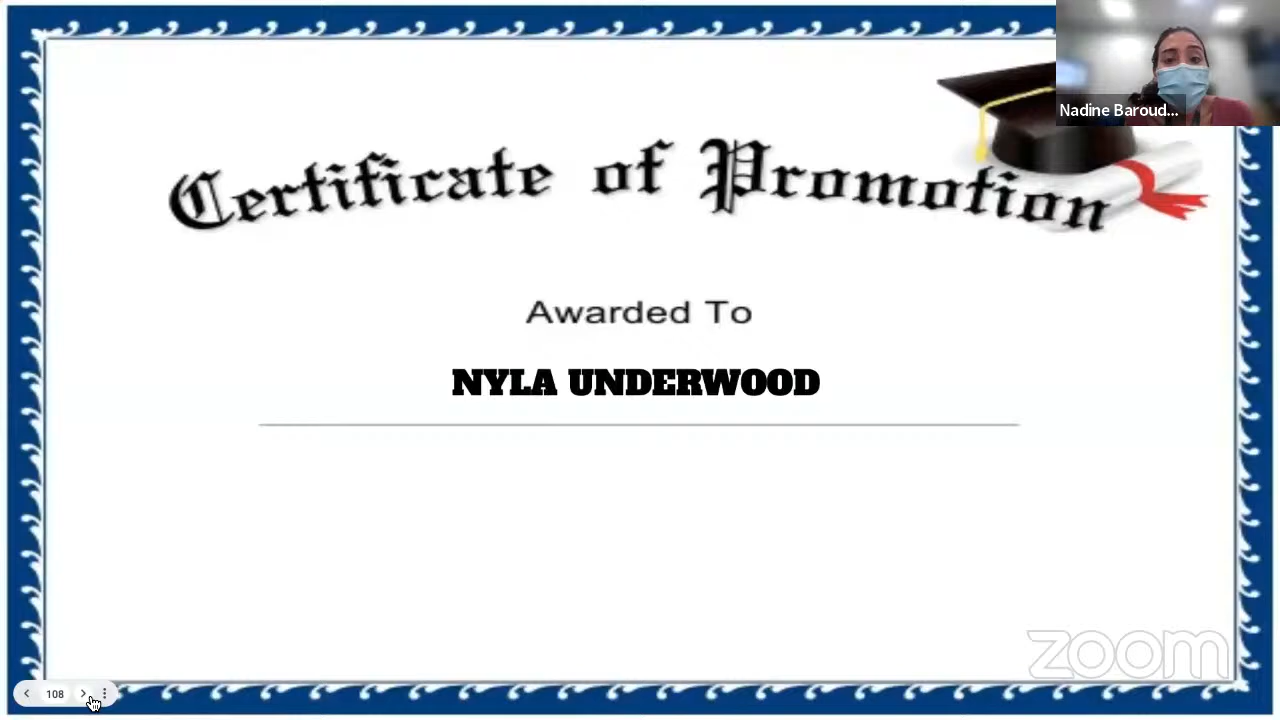 Nadine Baroud...
Certificate of Promotion
Awarded To
NYLA UNDERWOOD
zoom
108